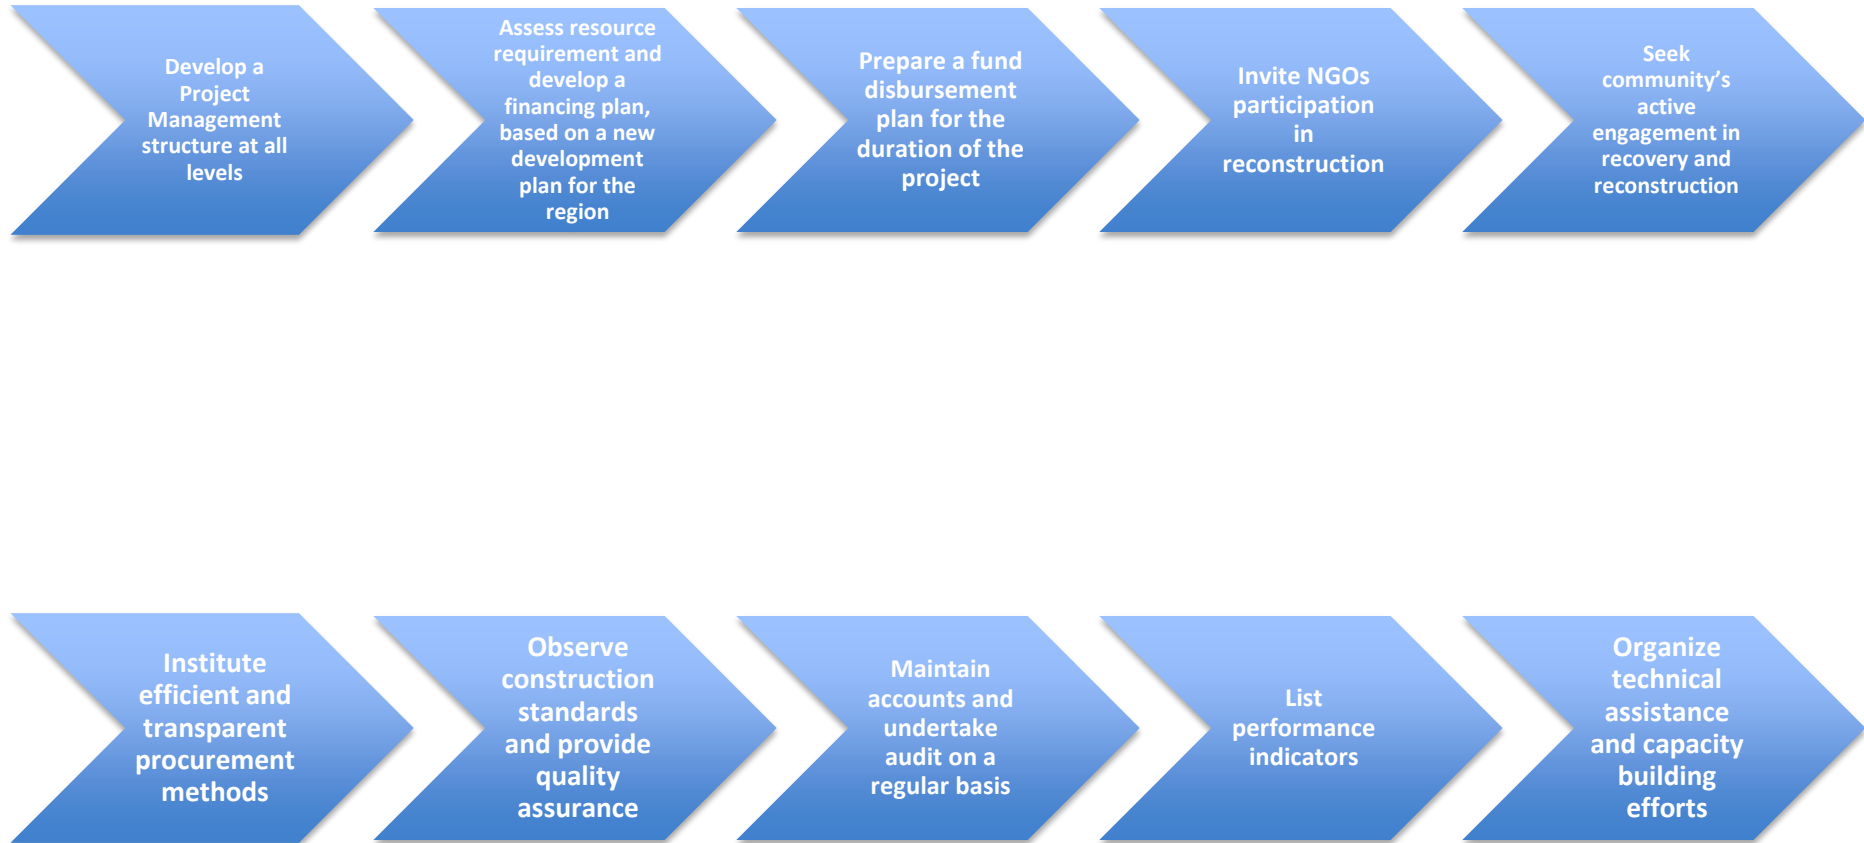 Develop a
Project
Management
structure at all
levels
Assess resource
requirement and
develop a
financing plan,
based on a new
development
plan for the
region
Prepare a fund
disbursement
plan for the
duration of the
project
Invite NGOs
participation
in
reconstruction
Seek
community’s
active
engagement in
recovery and
reconstruction
Institute
efficient and
transparent
procurement
methods
Observe
construction
standards
and provide
quality
assurance
Maintain
accounts and
undertake
audit on a
regular basis
List
performance
indicators
Organize
technical
assistance
and capacity
building
efforts